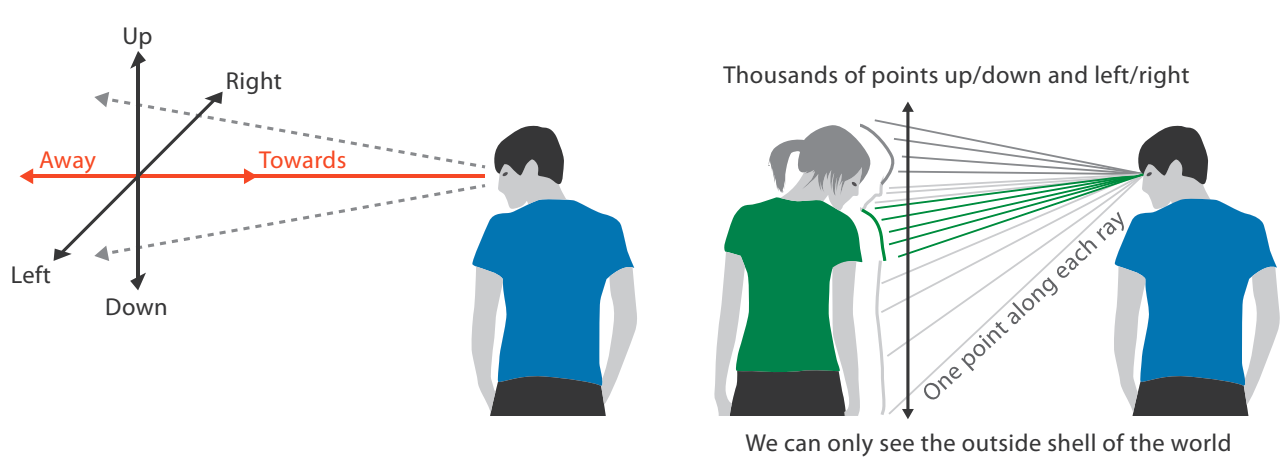 Up
Right
Away
Towards
Left
Down
Thousands of points up/down and left/right
One point along each ray
We can only see the outside shell of the world